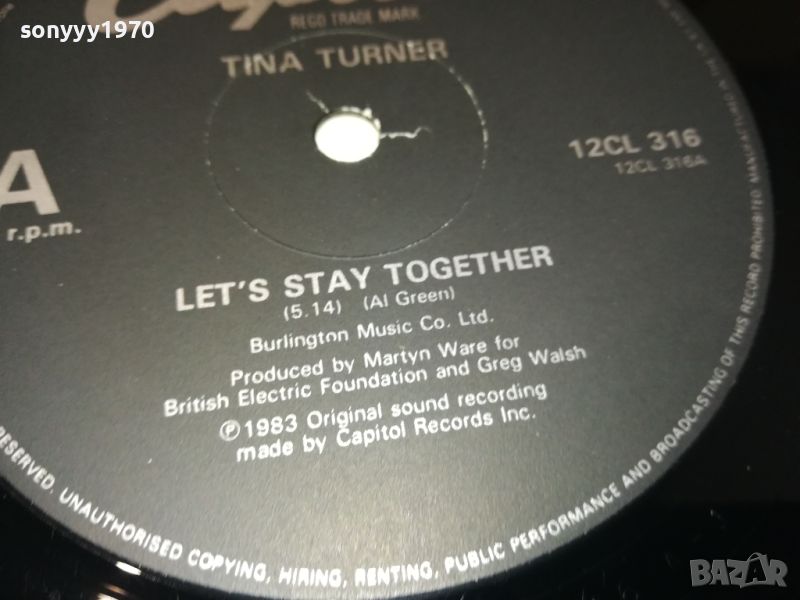 sonyyy1970
REGD TRADE MARK
TINA TURNER
A
r.p.m.
12CL 316
12CL 316A
LET'S STAY TOGETHER
(5.14) (Al Green)
Burlington Music Co. Ltd.
Produced by Martyn Ware for
British Electric Foundation and Greg Walsh
℗1983 Original sound recording
made by Capitol Records Inc.
RESERVED. UNAUTHORISED COPYING, HIRING, RENTING, PUBLIC PERFORMANCE AND BROADCASTING OF THIS RECORD PROHIBITED.
BAZAR